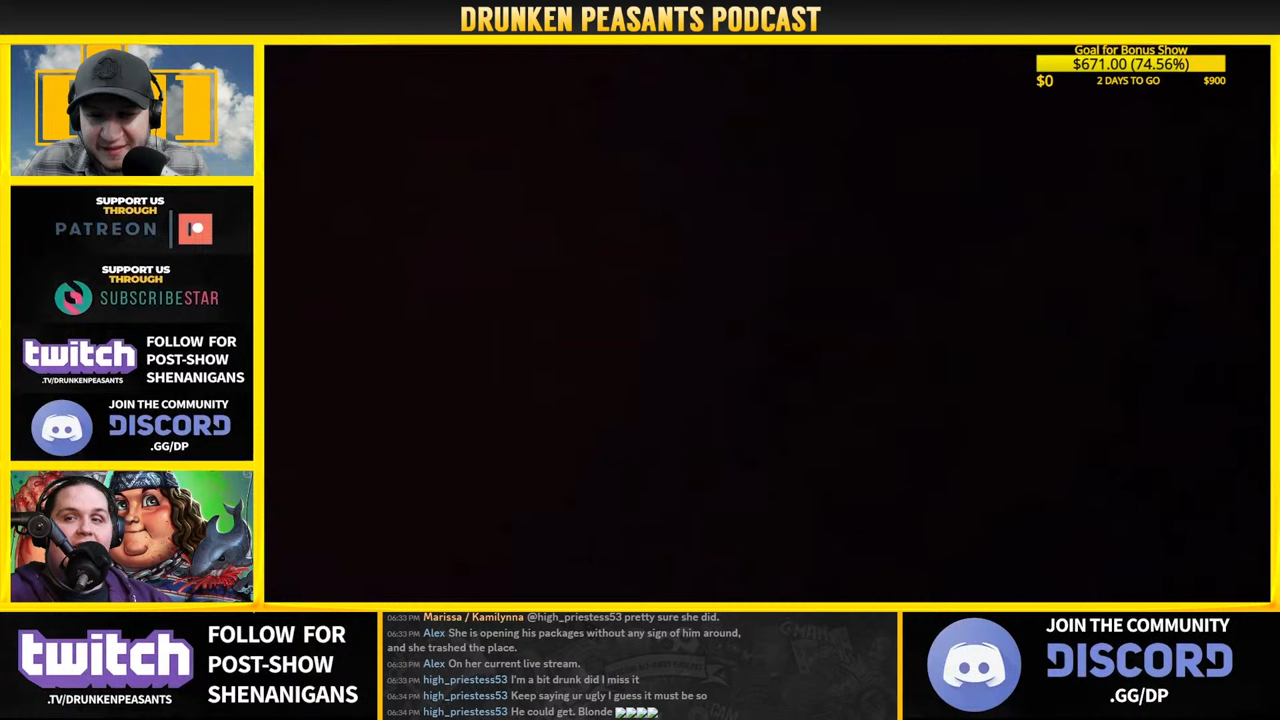 DRUNKEN PEASANTS PODCAST
Goal for Bonus Show
$671.00 (74.56%)
$0 2 DAYS TO GO $900
SUPPORT US
THROUGH
PATREON
SUPPORT US
THROUGH
SUBSCRIBESTAR
twitch
.TV/DRUNKENPEASANTS
FOLLOW FOR
POST-SHOW
SHENANIGANS
JOIN THE COMMUNITY
DISCORD
.GG/DP
twitch
.TV/DRUNKENPEASANTS
FOLLOW FOR
POST-SHOW
SHENANIGANS
06:33 PM Marissa / Kamilynna @high_priestess53 pretty sure she did.
06:33 PM Alex She is opening his packages without any sign of him around,
and she trashed the place.
06:33 PM Alex On her current live stream.
06:33 PM high_priestess53 I'm a bit drunk did I miss it
06:34 PM high_priestess53 Keep saying ur ugly I guess it must be so
06:34 PM high_priestess53 He could get. Blonde
JOIN THE COMMUNITY
DISCORD
.GG/DP